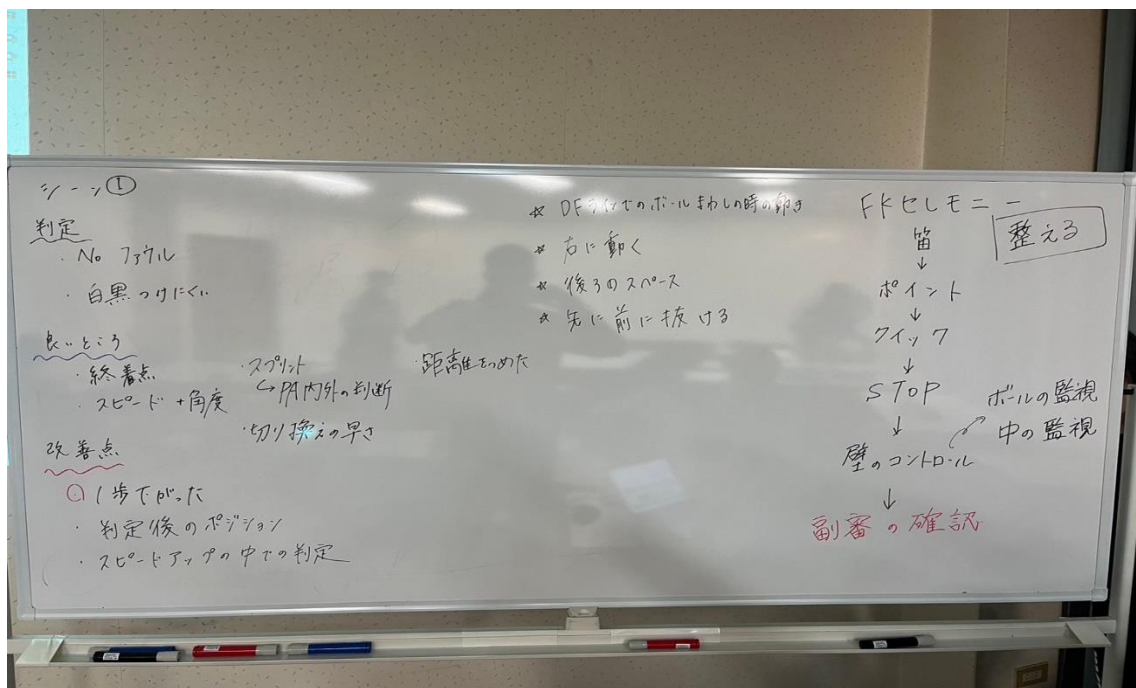 シーン①
判定
・No ファウル
・白黒つけにくい
良いところ
・終着点
・スピード+角度
・スプリント
↳PA内外の判断
・切り換えの早さ
・距離をつめた
改善点
○1歩下がった
・判定後のポジション
・スピードアップの中での判定
☆ DFラインでのボールまわしの時の動き
☆ 右に動く
☆ 後ろのスペース
☆ 先に前に抜ける
FKセレモニー
整える
笛
↓
ポイント
↓
クイック
↓
STOP
↓
壁のコントロール
ボールの監視
中の監視
↓
副審の確認